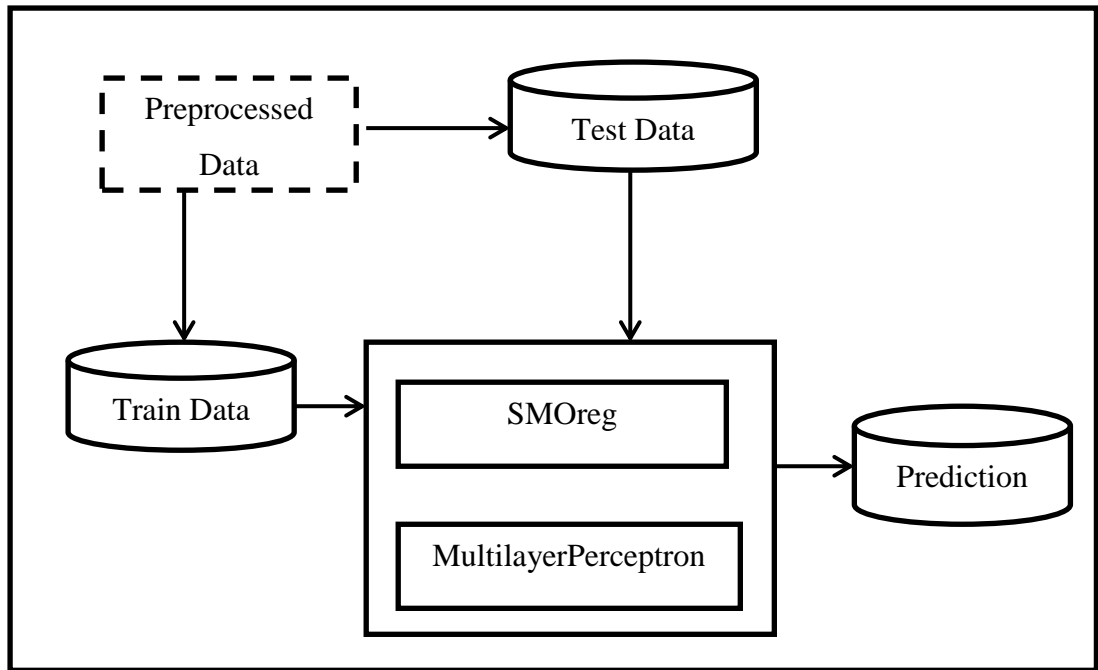 Preprocessed
Data
Test Data
Train Data
SMOreg
MultilayerPerceptron
Prediction